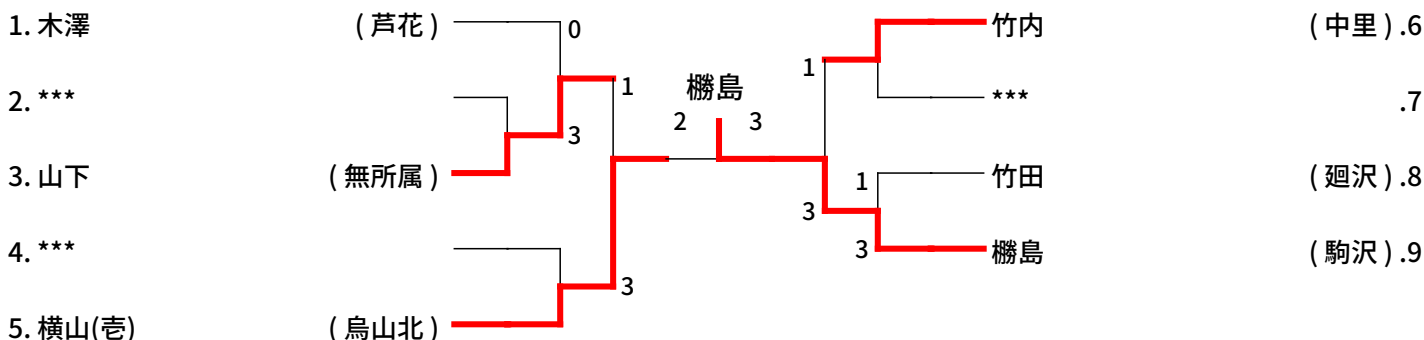 1. 木澤 ( 芦花 ) 0 竹内 ( 中里 ) .6
1
2. *** 1 橳島 *** .7
2 3
3
3. 山下 ( 無所属 ) 1 竹田 ( 廻沢 ) .8
3
4. *** 3 橳島 ( 駒沢 ) .9
3
5. 横山(壱) ( 烏山北 )